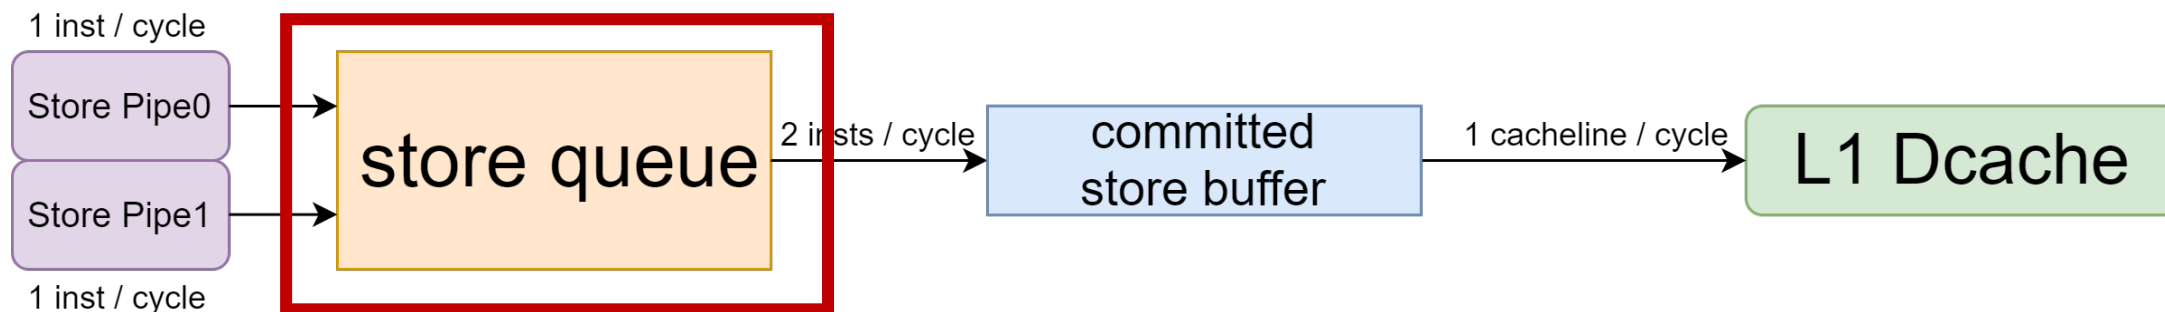 1 inst / cycle
Store Pipe0
Store Pipe1
1 inst / cycle
store queue
2 insts / cycle
committed
store buffer
1 cacheline / cycle
L1 Dcache